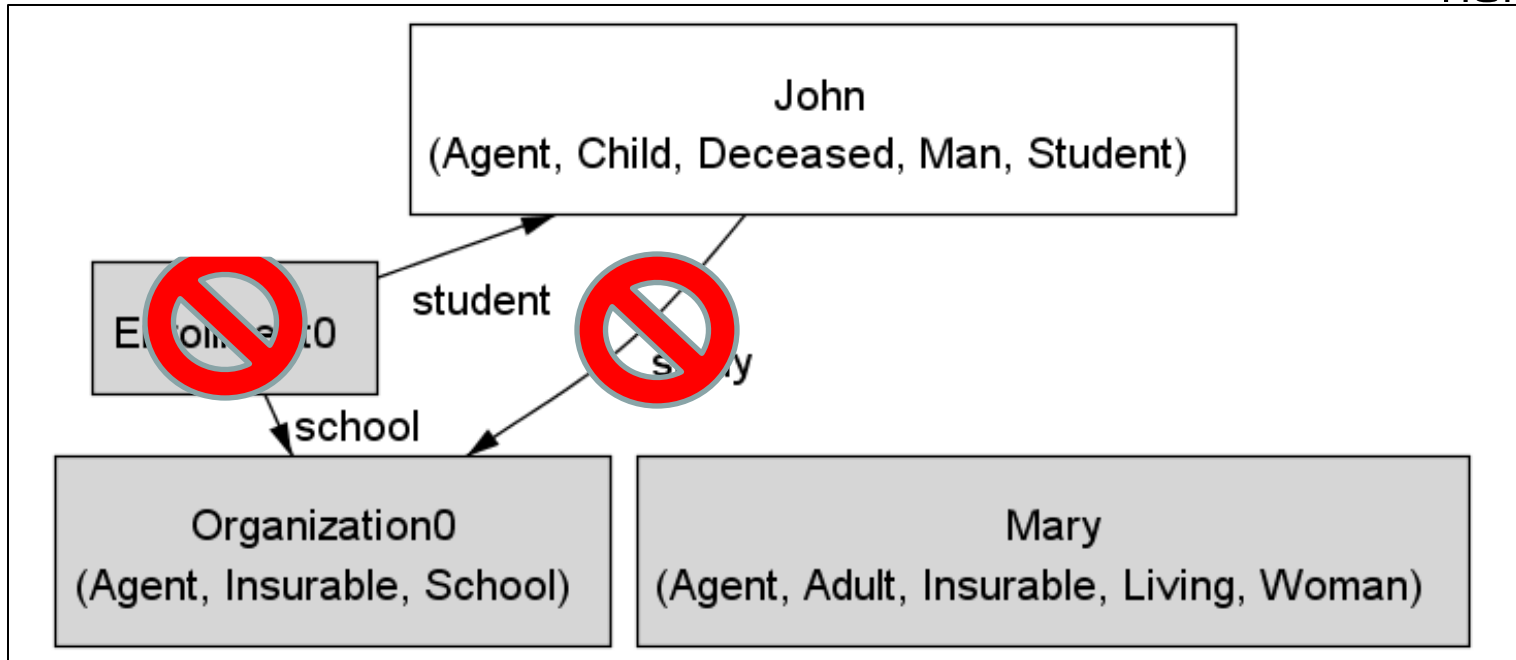 John
(Agent, Child, Deceased, Man, Student)
student
school
Organization0
(Agent, Insurable, School)
Mary
(Agent, Adult, Insurable, Living, Woman)